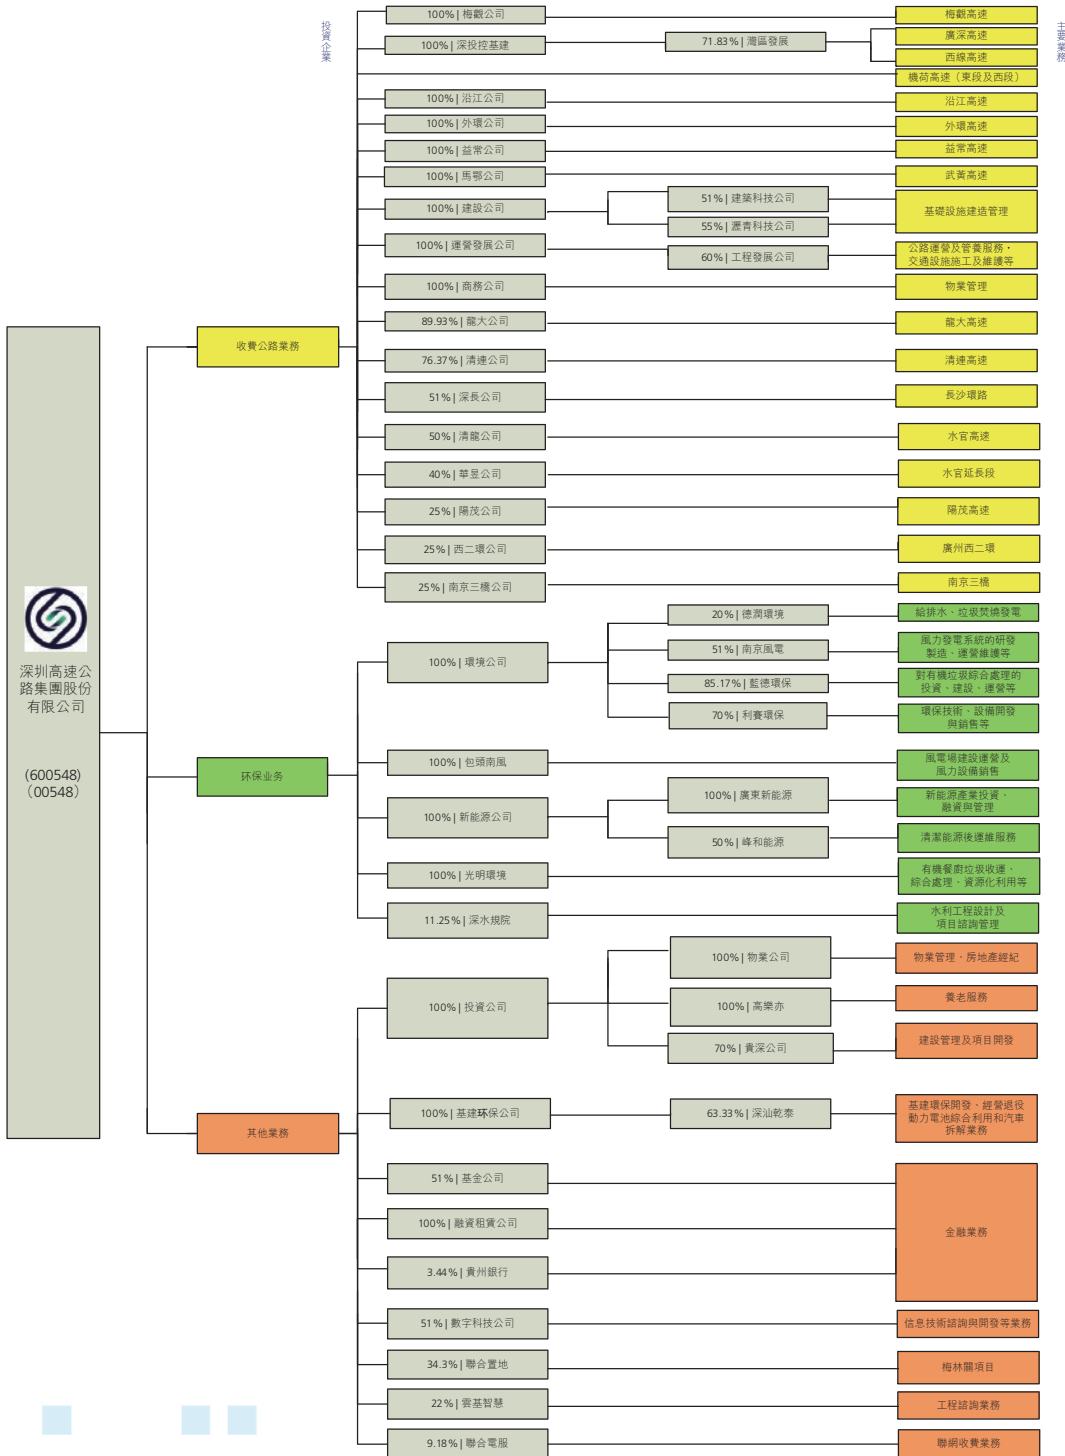 投資企業
主要業務
深圳高速公
路集團股份
有限公司
(600548)
(00548)
收費公路業務
100% | 梅觀公司
梅觀高速
100% | 深投控基建
71.83% | 灣區發展
廣深高速
西線高速
機荷高速（東段及西段）
100% | 沿江公司
沿江高速
100% | 外環公司
外環高速
100% | 益常公司
益常高速
100% | 馬鄂公司
武黃高速
100% | 建設公司
51% | 建築科技公司
55% | 瀝青科技公司
基礎設施建造管理
100% | 運營發展公司
60% | 工程發展公司
公路運營及管養服務，
交通設施施工及維護等
100% | 商務公司
物業管理
89.93% | 龍大公司
龍大高速
76.37% | 清連公司
清連高速
51% | 深長公司
長沙環路
50% | 清龍公司
水官高速
40% | 華昱公司
水官延長段
25% | 陽茂公司
陽茂高速
25% | 西二環公司
廣州西二環
25% | 南京三橋公司
南京三橋
环保业务
100% | 環境公司
20% | 德潤環境
給排水、垃圾焚燒發電
51% | 南京風電
風力發電系統的研發
製造、運營維護等
85.17% | 藍德環保
對有機垃圾綜合處理的
投資、建設、運營等
70% | 利賽環保
環保技術、設備開發
與銷售等
100% | 包頭南風
風電場建設運營及
風力設備銷售
100% | 新能源公司
100% | 廣東新能源
新能源產業投資、
融資與管理
50% | 峰和能源
清潔能源後運維服務
100% | 光明環境
有機餐廚垃圾收運、
綜合處理、資源化利用等
11.25% | 深水規院
水利工程設計及
項目諮詢管理
其他業務
100% | 投資公司
100% | 物業公司
物業管理、房地產經紀
100% | 高樂亦
養老服務
70% | 貴深公司
建設管理及項目開發
100% | 基建环保公司
63.33% | 深汕乾泰
基建環保開發、經營退役
動力電池綜合利用和汽車
拆解業務
51% | 基金公司
100% | 融資租賃公司
3.44% | 貴州銀行
金融業務
51% | 數字科技公司
信息技術諮詢與開發等業務
34.3% | 聯合置地
梅林關項目
22% | 雲基智慧
工程諮詢業務
9.18% | 聯合電服
聯網收費業務